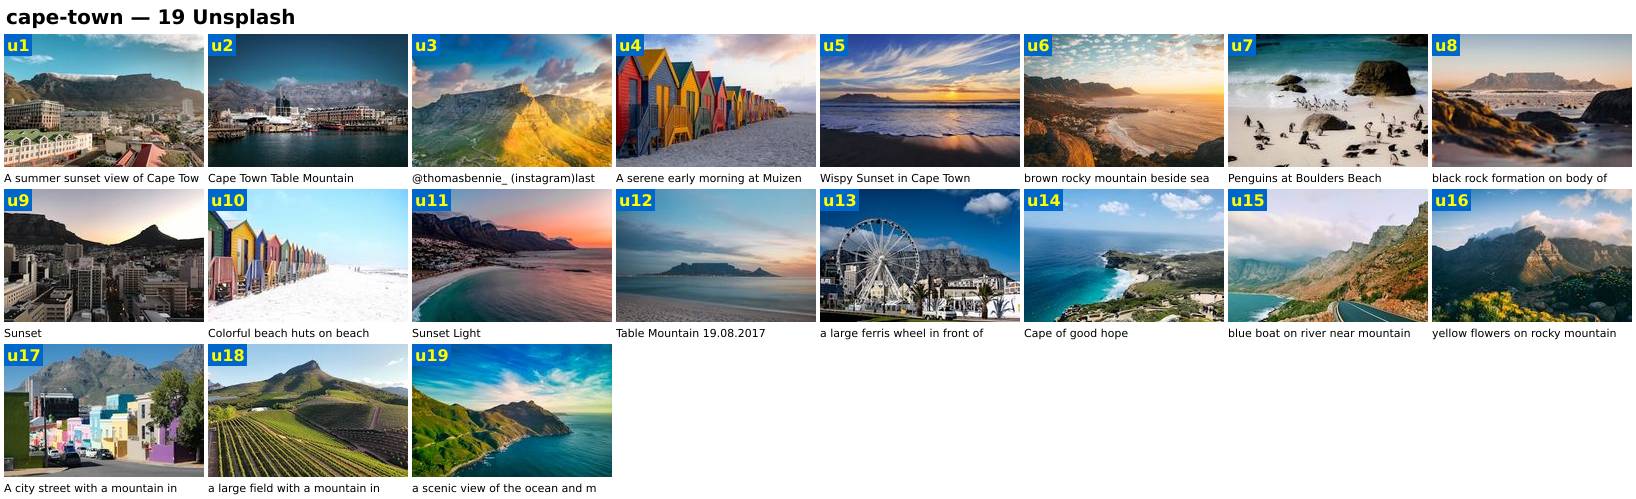 cape-town — 19 Unsplash
u1 u2 u3 u4 u5 u6 u7 u8
A summer sunset view of Cape Tow Cape Town Table Mountain @thomasbennie_ (instagram)last A serene early morning at Muizen Wispy Sunset in Cape Town brown rocky mountain beside sea Penguins at Boulders Beach black rock formation on body of
u9 u10 u11 u12 u13 u14 u15 u16
Sunset Colorful beach huts on beach Sunset Light Table Mountain 19.08.2017 a large ferris wheel in front of Cape of good hope blue boat on river near mountain yellow flowers on rocky mountain
u17 u18 u19
A city street with a mountain in a large field with a mountain in a scenic view of the ocean and m